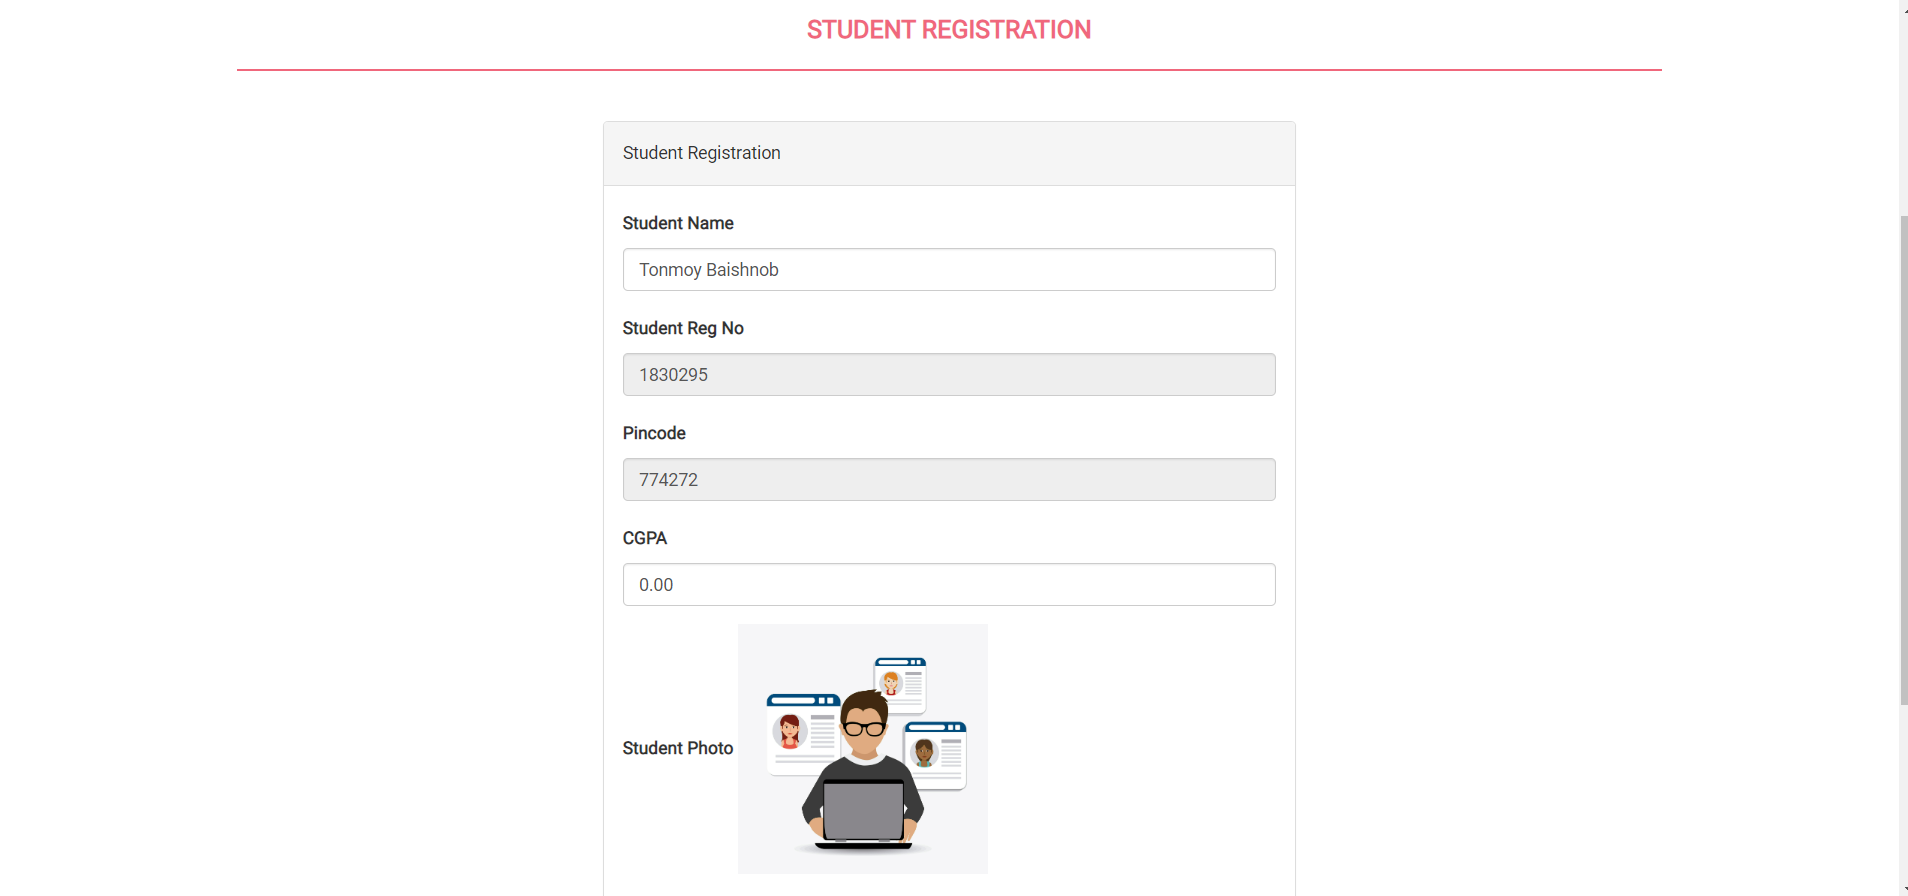 STUDENT REGISTRATION
Student Registration
Student Name
Tonmoy Baishnob
Student Reg No
1830295
Pincode
774272
CGPA
0.00
Student Photo